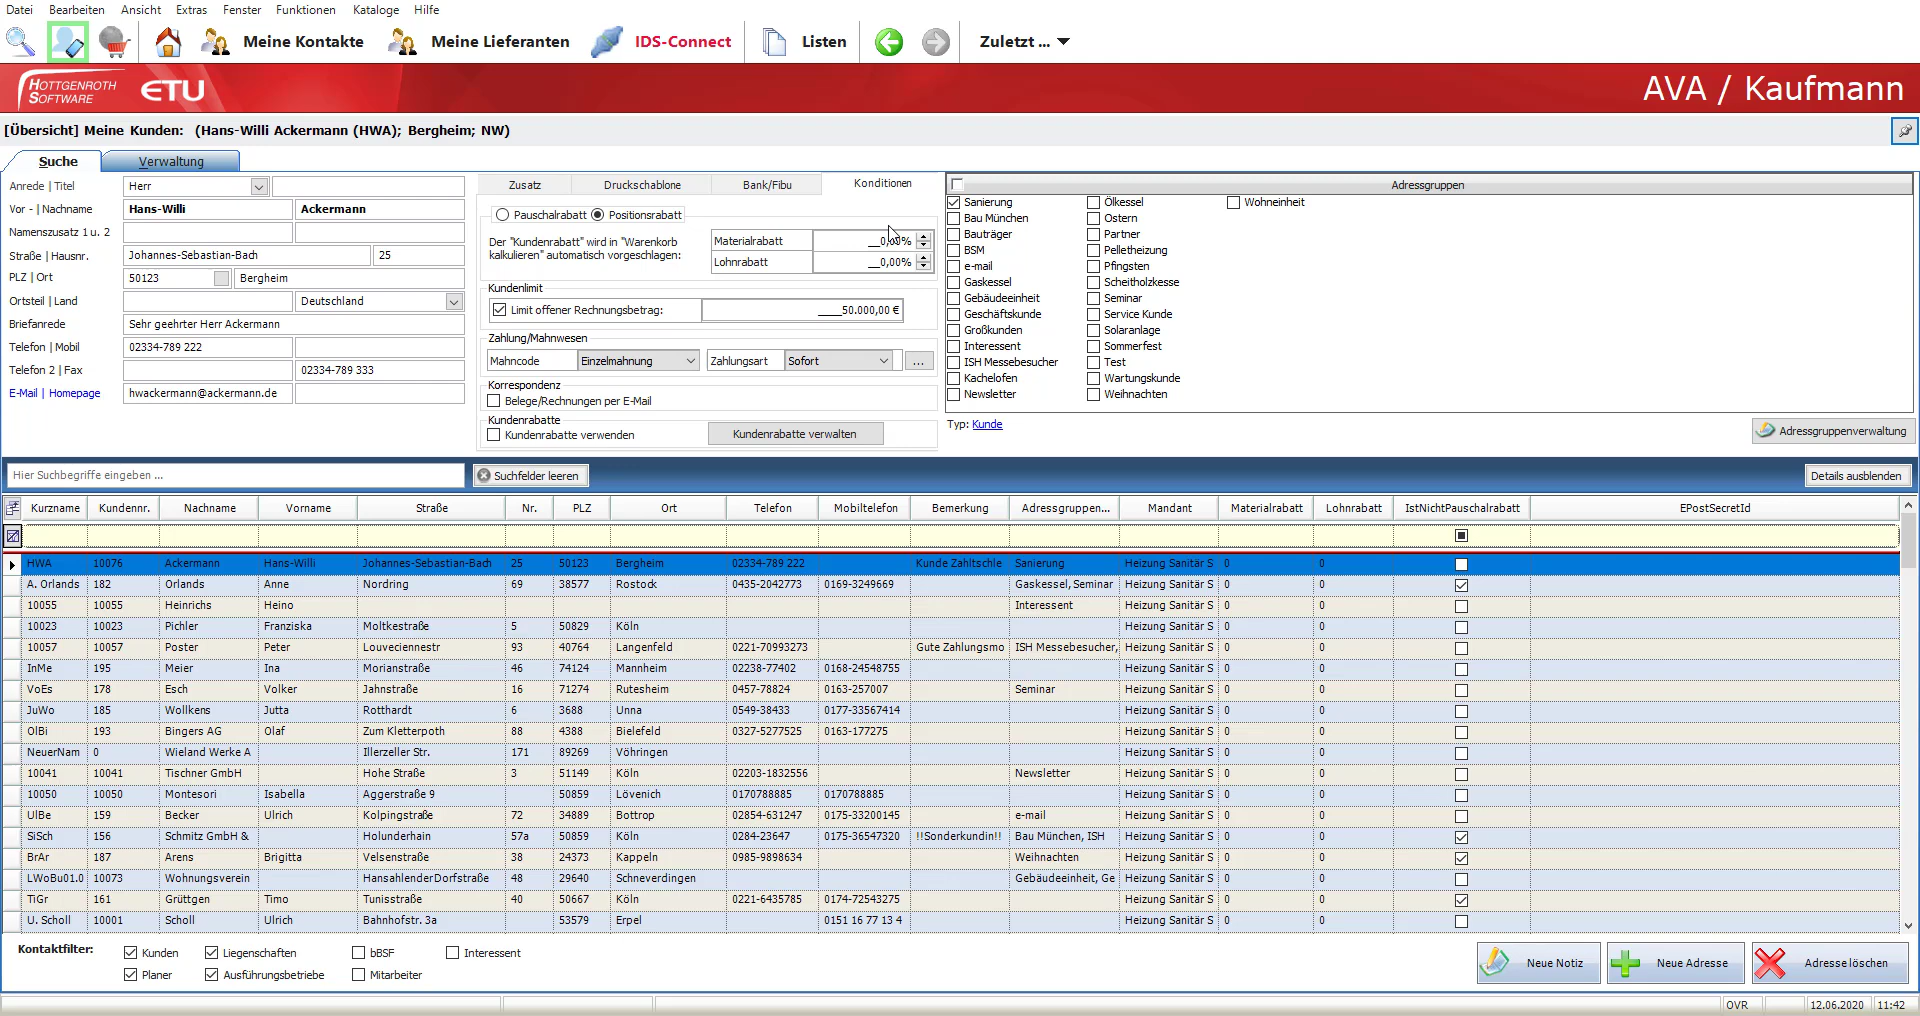 Datei Bearbeiten Ansicht Extras Fenster Funktionen Kataloge Hilfe
Meine Kontakte Meine Lieferanten IDS-Connect Listen Zuletzt ...
HOTTGENROTH SOFTWARE ETU AVA / Kaufmann
[Übersicht] Meine Kunden: (Hans-Willi Ackermann (HWA); Bergheim; NW)
Suche Verwaltung
Anrede | Titel Herr
Vor - | Nachname Hans-Willi Ackermann
Namenszusatz 1 u. 2
Straße | Hausnr. Johannes-Sebastian-Bach 25
PLZ | Ort 50123 Bergheim
Ortsteil | Land Deutschland
Briefanrede Sehr geehrter Herr Ackermann
Telefon | Mobil 02334-789 222
Telefon 2 | Fax 02334-789 333
E-Mail | Homepage hwackermann@ackermann.de
Zusatz Druckschablone Bank/Fibu Konditionen
Pauschalrabatt Positionsrabatt
Der "Kundenrabatt" wird in "Warenkorb
kalkulieren" automatisch vorgeschlagen:
Materialrabatt __0,00%
Lohnrabatt __0,00%
Kundenlimit
Limit offener Rechnungsbetrag: ____50.000,00 €
Zahlung/Mahnwesen
Mahncode Einzelmahnung Zahlungsart Sofort ...
Korrespondenz
Belege/Rechnungen per E-Mail
Kundenrabatte
Kundenrabatte verwenden Kundenrabatte verwalten
Adressgruppen
Sanierung Ölkessel Wohneinheit
Bau München Ostern
Bauträger Partner
BSM Pelletheizung
e-mail Pfingsten
Gaskessel Scheitholzkesse
Gebäudeeinheit Seminar
Geschäftskunde Service Kunde
Großkunden Solaranlage
Interessent Sommerfest
ISH Messebesucher Test
Kachelofen Wartungskunde
Newsletter Weihnachten
Typ: Kunde
Adressgruppenverwaltung
Hier Suchbegriffe eingeben ... Suchfelder leeren Details ausblenden
Kurzname Kundennr. Nachname Vorname Straße Nr. PLZ Ort Telefon Mobiltelefon Bemerkung Adressgruppen... Mandant Materialrabatt Lohnrabatt IstNichtPauschalrabatt EPostSecretId
HWA 10076 Ackermann Hans-Willi Johannes-Sebastian-Bach 25 50123 Bergheim 02334-789 222 Kunde Zahltschle Sanierung Heizung Sanitär S 0 0
A. Orlands 182 Orlands Anne Nordring 69 38577 Rostock 0435-2042773 0169-3249669 Gaskessel, Seminar Heizung Sanitär S 0 0
10055 10055 Heinrichs Heino Interessent Heizung Sanitär S 0 0
10023 10023 Pichler Franziska Moltkestraße 5 50829 Köln Heizung Sanitär S 0 0
10057 10057 Poster Peter Louveciennestr 93 40764 Langenfeld 0221-70993273 Gute Zahlungsmo ISH Messebesucher, Heizung Sanitär S 0 0
InMe 195 Meier Ina Morianstraße 46 74124 Mannheim 02238-77402 0168-24548755 Heizung Sanitär S 0 0
VoEs 178 Esch Volker Jahnstraße 16 71274 Rutesheim 0457-78824 0163-257007 Seminar Heizung Sanitär S 0 0
JuWo 185 Wollkens Jutta Rotthardt 6 3688 Unna 0549-38433 0177-33567414 Heizung Sanitär S 0 0
OlBi 193 Bingers AG Olaf Zum Kletterpoth 88 4388 Bielefeld 0327-5277525 0163-177275 Heizung Sanitär S 0 0
NeuerNam 0 Wieland Werke A Illerzeller Str. 171 89269 Vöhringen Heizung Sanitär S 0 0
10041 10041 Tischner GmbH Hohe Straße 3 51149 Köln 02203-1832556 Newsletter Heizung Sanitär S 0 0
10050 10050 Montesori Isabella Aggerstraße 9 50859 Lövenich 0170788885 0170788885 Heizung Sanitär S 0 0
UlBe 159 Becker Ulrich Kolpingstraße 72 34889 Bottrop 02854-631247 0175-33200145 e-mail Heizung Sanitär S 0 0
SiSch 156 Schmitz GmbH & Holunderhain 57a 50859 Köln 0284-23647 0175-36547320 !!Sonderkundin!! Bau München, ISH Heizung Sanitär S 0 0
BrAr 187 Arens Brigitta Velsenstraße 38 24373 Kappeln 0985-9898634 Weihnachten Heizung Sanitär S 0 0
LWoBu01.0 10073 Wohnungsverein HansahlenderDorfstraße 48 29640 Schneverdingen Gebäudeeinheit, Ge Heizung Sanitär S 0 0
TiGr 161 Grüttgen Timo Tunisstraße 40 50667 Köln 0221-6435785 0174-72543275 Heizung Sanitär S 0 0
U. Scholl 10001 Scholl Ulrich Bahnhofstr. 3a 53579 Erpel 0151 16 77 13 4 Heizung Sanitär S 0 0
Kontaktfilter: Kunden Liegenschaften bBSF Interessent
Planer Ausführungsbetriebe Mitarbeiter
Neue Notiz Neue Adresse Adresse löschen
OVR 12.06.2020 11:42